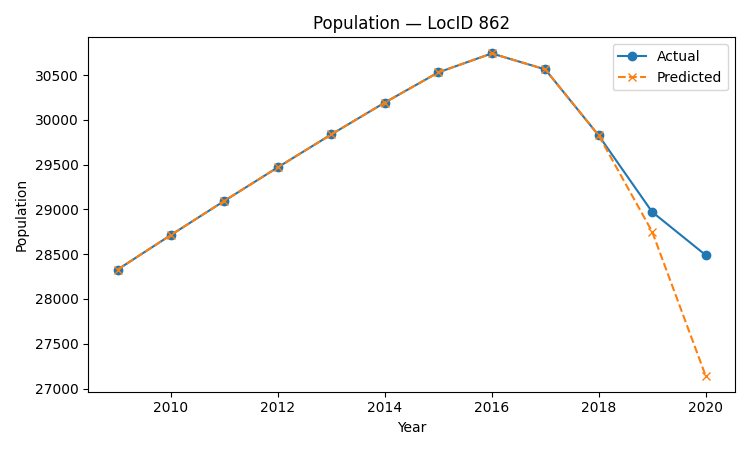 Population — LocID 862
Actual
Predicted
30500
30000
29500
29000
28500
28000
27500
27000
Population
2010 2012 2014 2016 2018 2020
Year